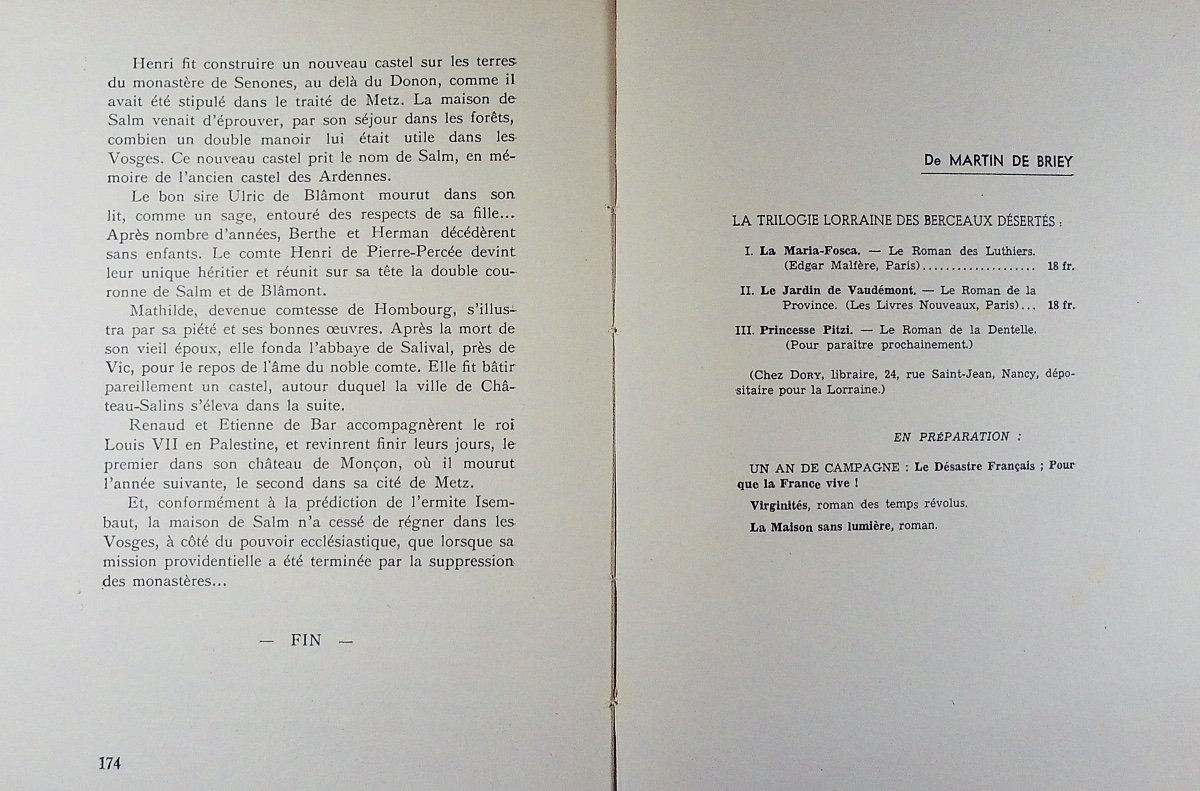 Henri fit construire un nouveau castel sur les terres
du monastère de Senones, au delà du Donon, comme il
avait été stipulé dans le traité de Metz. La maison de
Salm venait d'éprouver, par son séjour dans les forêts,
combien un double manoir lui était utile dans les
Vosges. Ce nouveau castel prit le nom de Salm, en mé-
moire de l'ancien castel des Ardennes.
Le bon sire Ulric de Blâmont mourut dans son
lit, comme un sage, entouré des respects de sa fille...
Après nombre d'années, Berthe et Herman décédèrent
sans enfants. Le comte Henri de Pierre-Percée devint
leur unique héritier et réunit sur sa tête la double cou-
ronne de Salm et de Blâmont.
Mathilde, devenue comtesse de Hombourg, s'illus-
tra par sa piété et ses bonnes œuvres. Après la mort de
son vieil époux, elle fonda l'abbaye de Salival, près de
Vic, pour le repos de l'âme du noble comte. Elle fit bâtir
pareillement un castel, autour duquel la ville de Châ-
teau-Salins s'éleva dans la suite.
Renaud et Etienne de Bar accompagnèrent le roi
Louis VII en Palestine, et revinrent finir leurs jours, le
premier dans son château de Monçon, où il mourut
l'année suivante, le second dans sa cité de Metz.
Et, conformément à la prédiction de l'ermite Isem-
baut, la maison de Salm n'a cessé de régner dans les
Vosges, à côté du pouvoir ecclésiastique, que lorsque sa
mission providentielle a été terminée par la suppression
des monastères...
— FIN —
174
De MARTIN DE BRIEY
LA TRILOGIE LORRAINE DES BERCEAUX DÉSERTÉS :
I. La Maria-Fosca. — Le Roman des Luthiers.
(Edgar Malfère, Paris)................... 18 fr.
II. Le Jardin de Vaudémont. — Le Roman de la
Province. (Les Livres Nouveaux, Paris)... 18 fr.
III. Princesse Pitzi. — Le Roman de la Dentelle.
(Pour paraître prochainement.)
(Chez DORY, libraire, 24, rue Saint-Jean, Nancy, dépo-
sitaire pour la Lorraine.)
EN PRÉPARATION :
UN AN DE CAMPAGNE : Le Désastre Français ; Pour
que la France vive !
Virginités, roman des temps révolus.
La Maison sans lumière, roman.